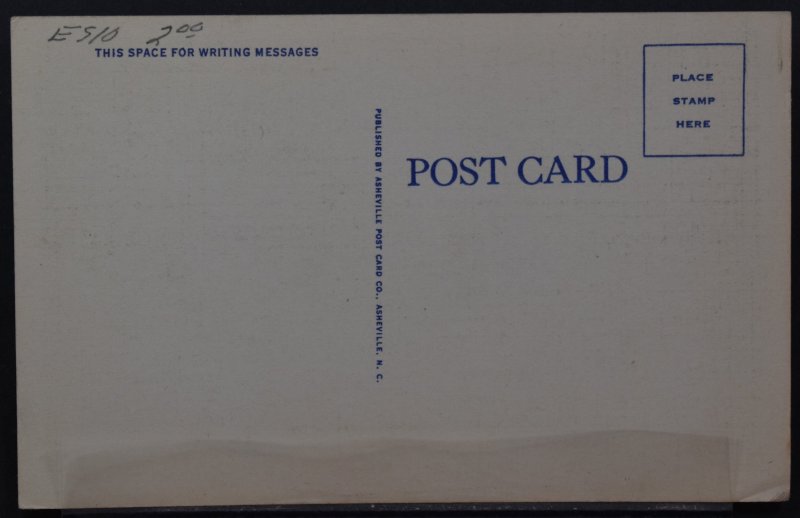 E510 2.00
THIS SPACE FOR WRITING MESSAGES
PUBLISHED BY ASHEVILLE POST CARD CO., ASHEVILLE, N. C.
POST CARD
PLACE
STAMP
HERE